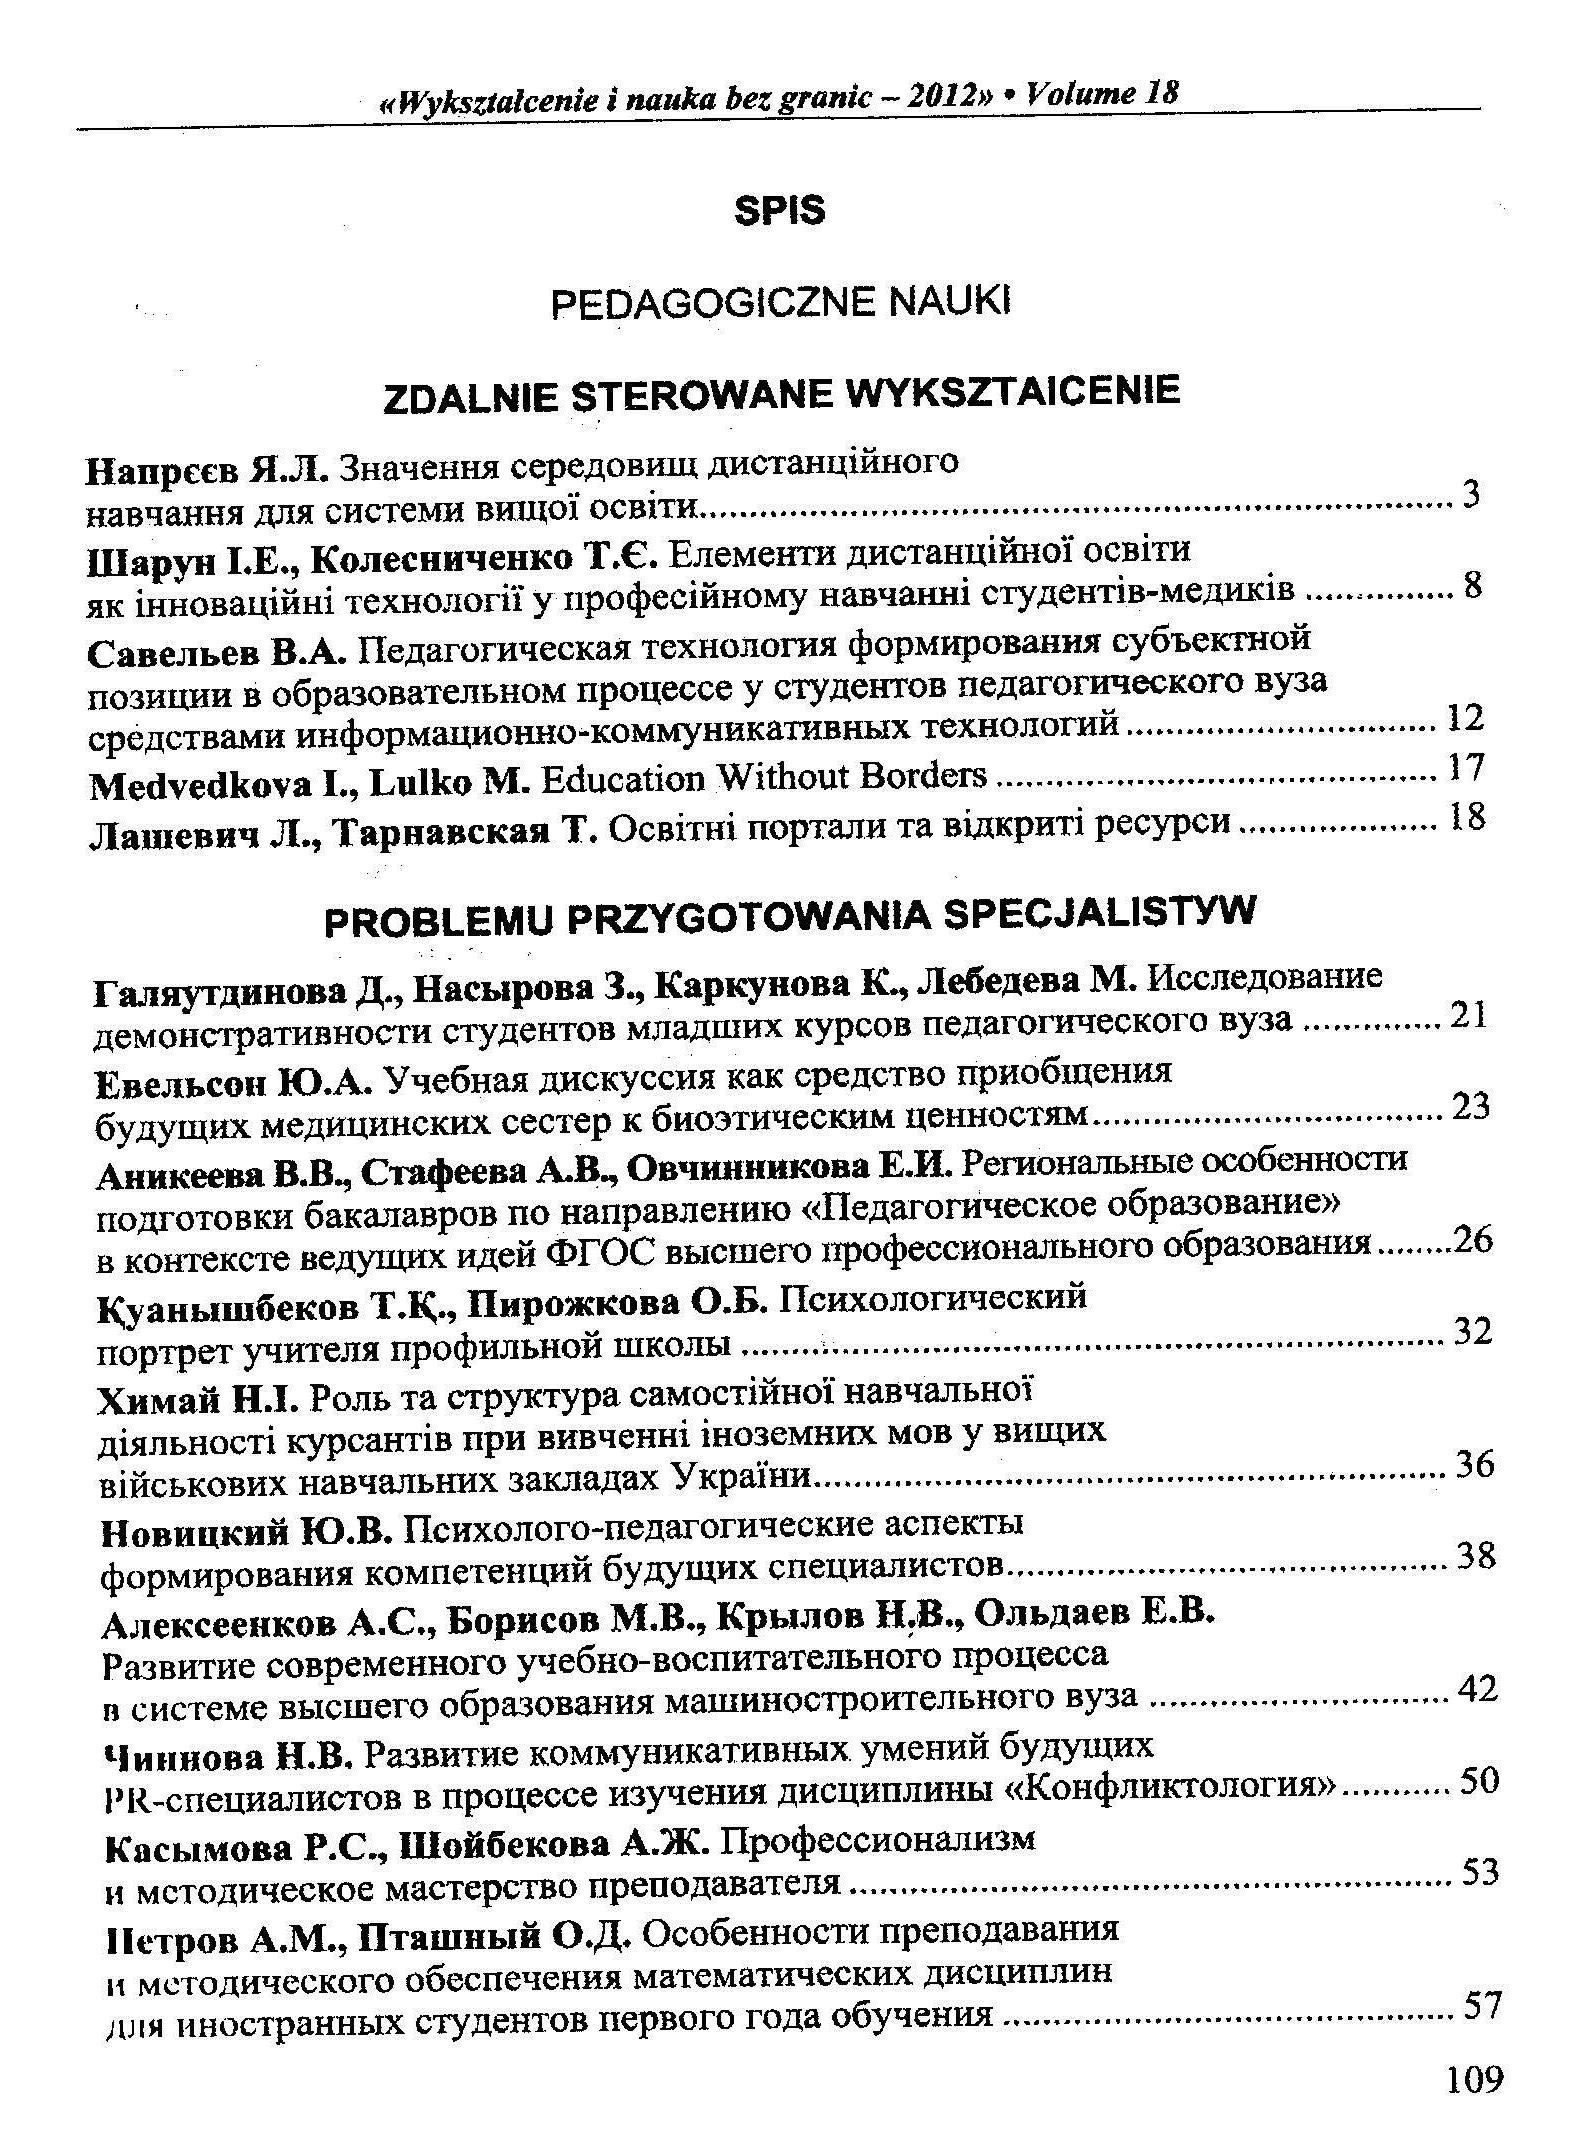 «Wykształcenie i nauka bez granic – 2012» • Volume 18
SPIS
PEDAGOGICZNE NAUKI
ZDALNIE STEROWANE WYKSZTAICENIE
Напрєєв Я.Л. Значення середовищ дистанційного
навчання для системи вищої освіти.......... 3
Шарун І.Е., Колесниченко Т.Є. Елементи дистанційної освіти
як інноваційні технології у професійному навчанні студентів-медиків .......... 8
Савельев В.А. Педагогическая технология формирования субъектной
позиции в образовательном процессе у студентов педагогического вуза
средствами информационно-коммуникативных технологий .......... 12
Medvedkova I., Lulko M. Education Without Borders .......... 17
Лашевич Л., Тарнавская Т. Освітні портали та відкриті ресурси .......... 18
PROBLEMU PRZYGOTOWANIA SPECJALISTУW
Галяутдинова Д., Насырова З., Каркунова К., Лебедева М. Исследование
демонстративности студентов младших курсов педагогического вуза .......... 21
Евельсон Ю.А. Учебная дискуссия как средство приобщения
будущих медицинских сестер к биоэтическим ценностям.......... 23
Аникеева В.В., Стафеева А.В., Овчинникова Е.И. Региональные особенности
подготовки бакалавров по направлению «Педагогическое образование»
в контексте ведущих идей ФГОС высшего профессионального образования ........ 26
Қуанышбеков Т.Қ., Пирожкова О.Б. Психологический
портрет учителя профильной школы .......... 32
Химай Н.І. Роль та структура самостійної навчальної
діяльності курсантів при вивченні іноземних мов у вищих
військових навчальних закладах України.......... 36
Новицкий Ю.В. Психолого-педагогические аспекты
формирования компетенций будущих специалистов.......... 38
Алексеенков А.С., Борисов М.В., Крылов Н.В., Ольдаев Е.В.
Развитие современного учебно-воспитательного процесса
в системе высшего образования машиностроительного вуза .......... 42
Чиннова Н.В. Развитие коммуникативных умений будущих
PR-специалистов в процессе изучения дисциплины «Конфликтология».......... 50
Касымова Р.С., Шойбекова А.Ж. Профессионализм
и методическое мастерство преподавателя .......... 53
Петров А.М., Пташный О.Д. Особенности преподавания
и методического обеспечения математических дисциплин
для иностранных студентов первого года обучения .......... 57
109